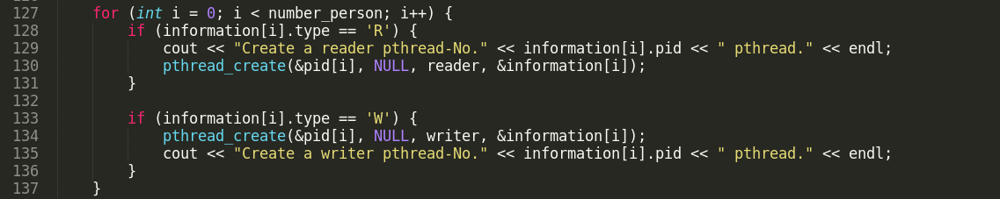 127 for (int i = 0; i < number_person; i++) {
128 if (information[i].type == 'R') {
129 cout << "Create a reader pthread-No." << information[i].pid << " pthread." << endl;
130 pthread_create(&pid[i], NULL, reader, &information[i]);
131 }
132
133 if (information[i].type == 'W') {
134 pthread_create(&pid[i], NULL, writer, &information[i]);
135 cout << "Create a writer pthread-No." << information[i].pid << " pthread." << endl;
136 }
137 }